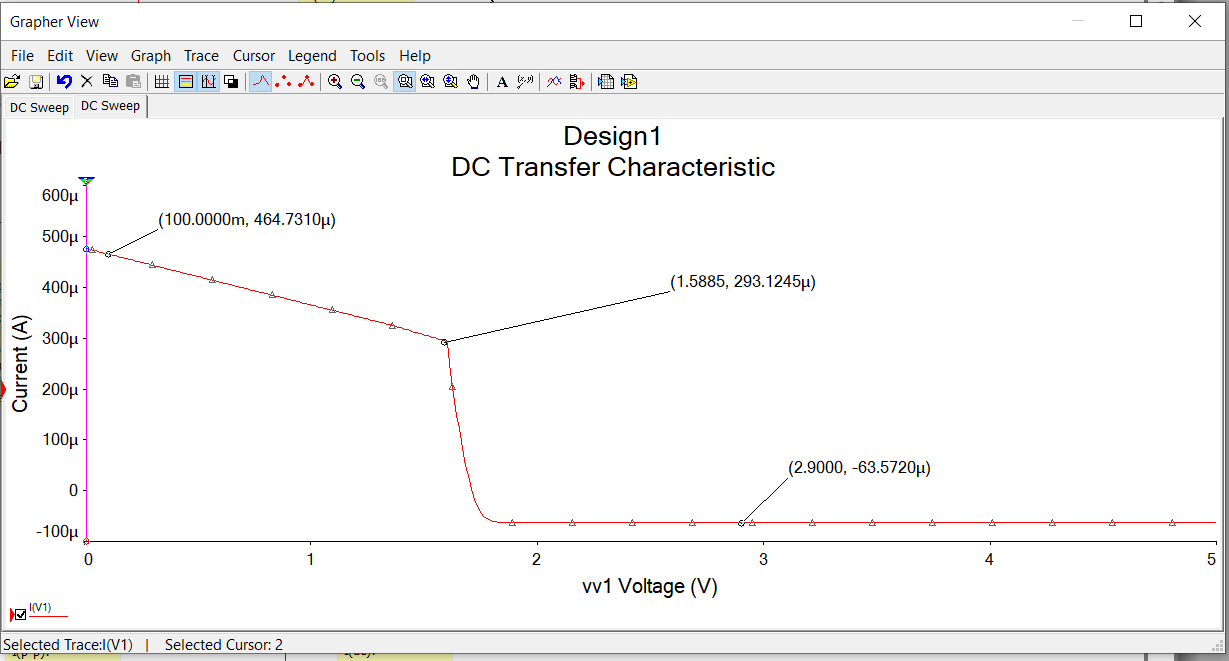 Grapher View
File Edit View Graph Trace Cursor Legend Tools Help
DC Sweep DC Sweep
Design1
DC Transfer Characteristic
600µ
500µ
400µ
300µ
200µ
100µ
0
-100µ
Current (A)
(100.0000m, 464.7310µ)
(1.5885, 293.1245µ)
(2.9000, -63.5720µ)
0 1 2 3 4 5
vv1 Voltage (V)
I(V1)
Selected Trace:I(V1) | Selected Cursor: 2